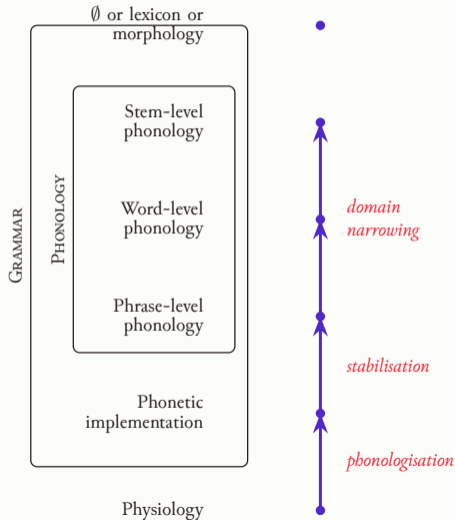 ∅ or lexicon or
morphology
Stem-level
phonology
Word-level
phonology
domain
narrowing
GRAMMAR
PHONOLOGY
Phrase-level
phonology
stabilisation
Phonetic
implementation
phonologisation
Physiology